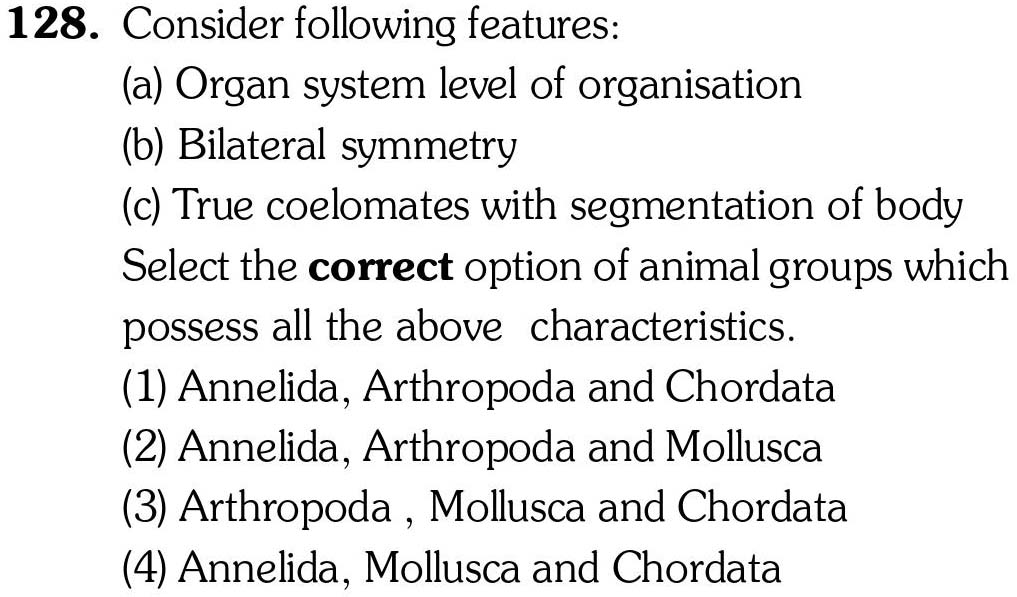 128. Consider following features:
(a) Organ system level of organisation
(b) Bilateral symmetry
(c) True coelomates with segmentation of body
Select the correct option of animal groups which
possess all the above characteristics.
(1) Annelida, Arthropoda and Chordata
(2) Annelida, Arthropoda and Mollusca
(3) Arthropoda , Mollusca and Chordata
(4) Annelida, Mollusca and Chordata